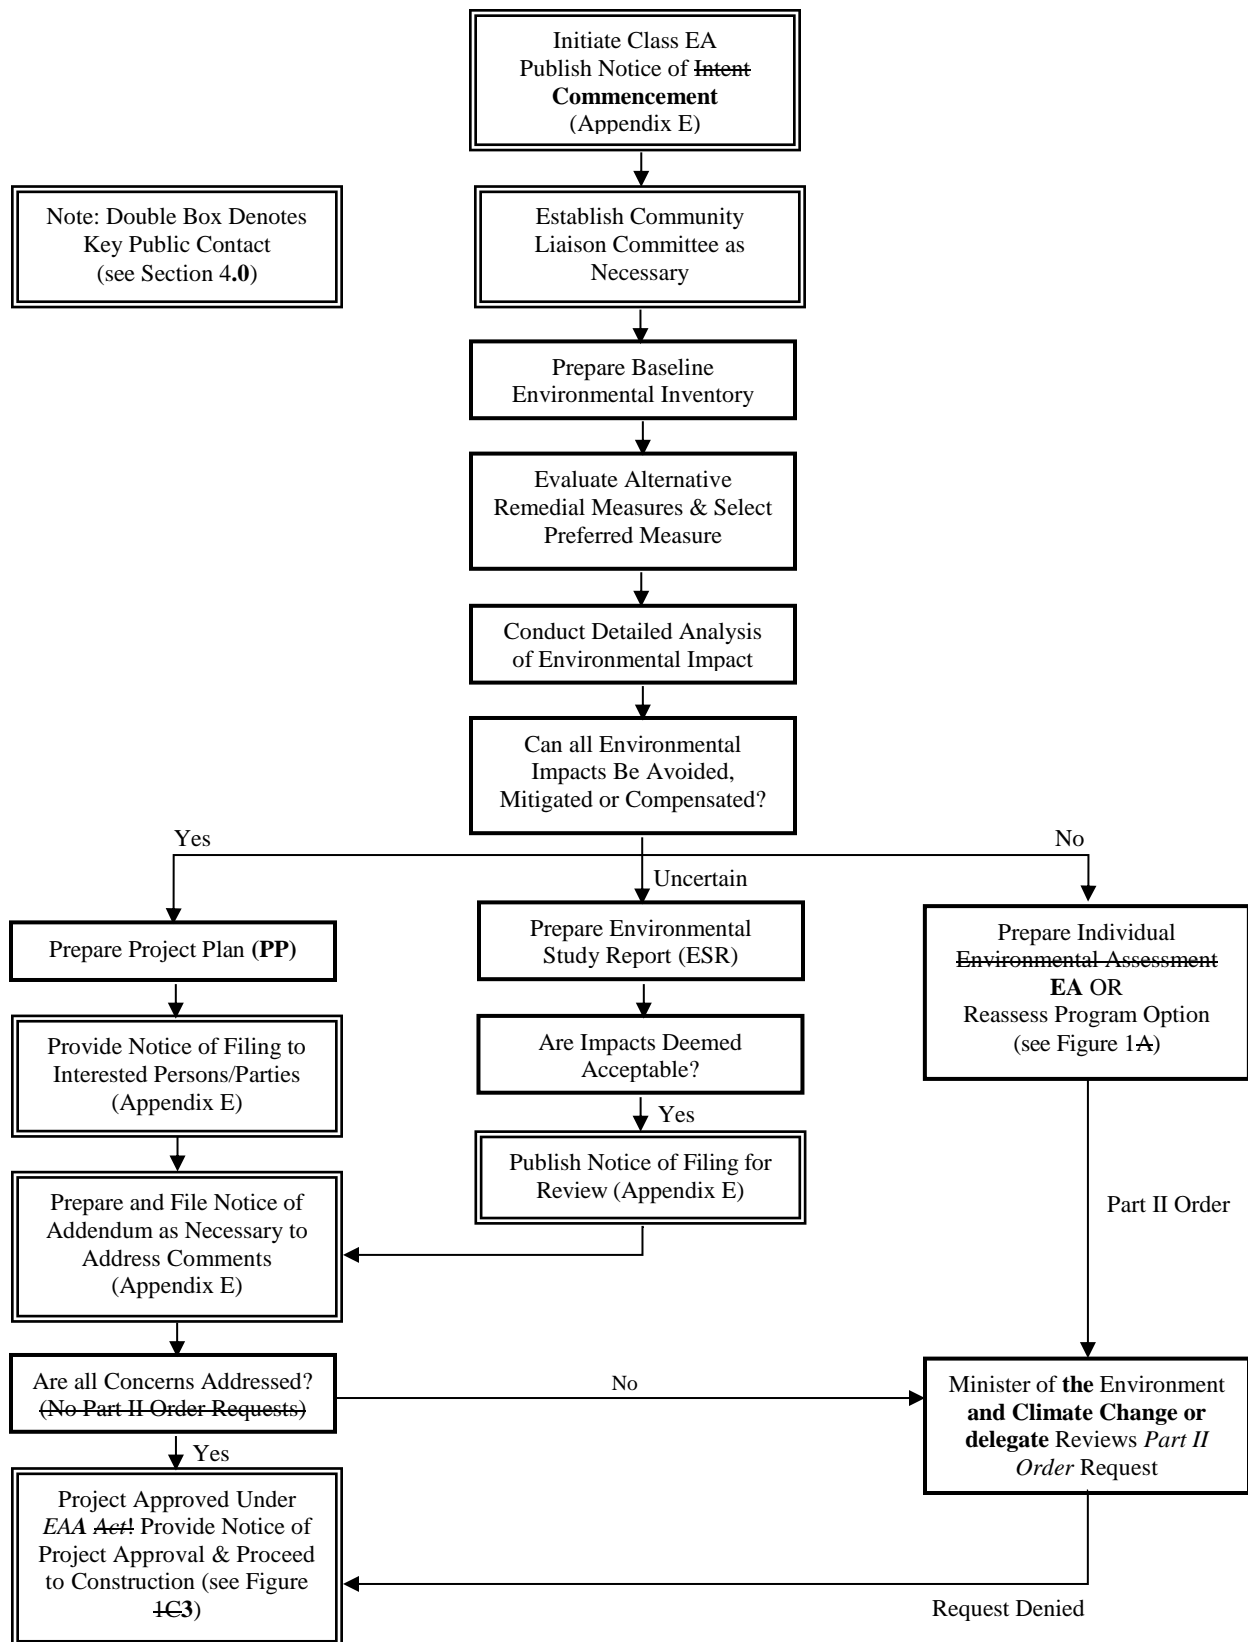 Initiate Class EA
Publish Notice of Intent
Commencement
(Appendix E)
Note: Double Box Denotes
Key Public Contact
(see Section 4.0)
Establish Community
Liaison Committee as
Necessary
Prepare Baseline
Environmental Inventory
Evaluate Alternative
Remedial Measures & Select
Preferred Measure
Conduct Detailed Analysis
of Environmental Impact
Can all Environmental
Impacts Be Avoided,
Mitigated or Compensated?
Yes
No
Uncertain
Prepare Project Plan (PP)
Prepare Environmental
Study Report (ESR)
Prepare Individual
Environmental Assessment
EA OR
Reassess Program Option
(see Figure 1A)
Provide Notice of Filing to
Interested Persons/Parties
(Appendix E)
Are Impacts Deemed
Acceptable?
Yes
Publish Notice of Filing for
Review (Appendix E)
Prepare and File Notice of
Addendum as Necessary to
Address Comments
(Appendix E)
Part II Order
Are all Concerns Addressed?
(No Part II Order Requests)
No
Minister of the Environment
and Climate Change or
delegate Reviews Part II
Order Request
Yes
Project Approved Under
EAA Act! Provide Notice of
Project Approval & Proceed
to Construction (see Figure
1C3)
Request Denied